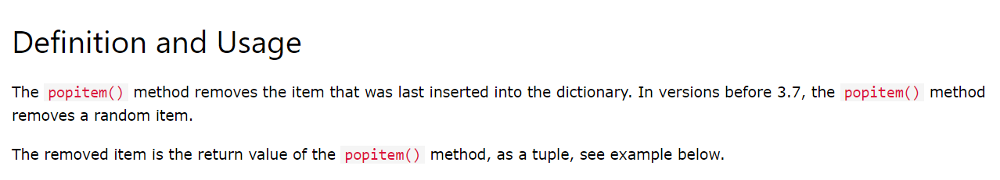 Definition and Usage
The popitem() method removes the item that was last inserted into the dictionary. In versions before 3.7, the popitem() method
removes a random item.
The removed item is the return value of the popitem() method, as a tuple, see example below.